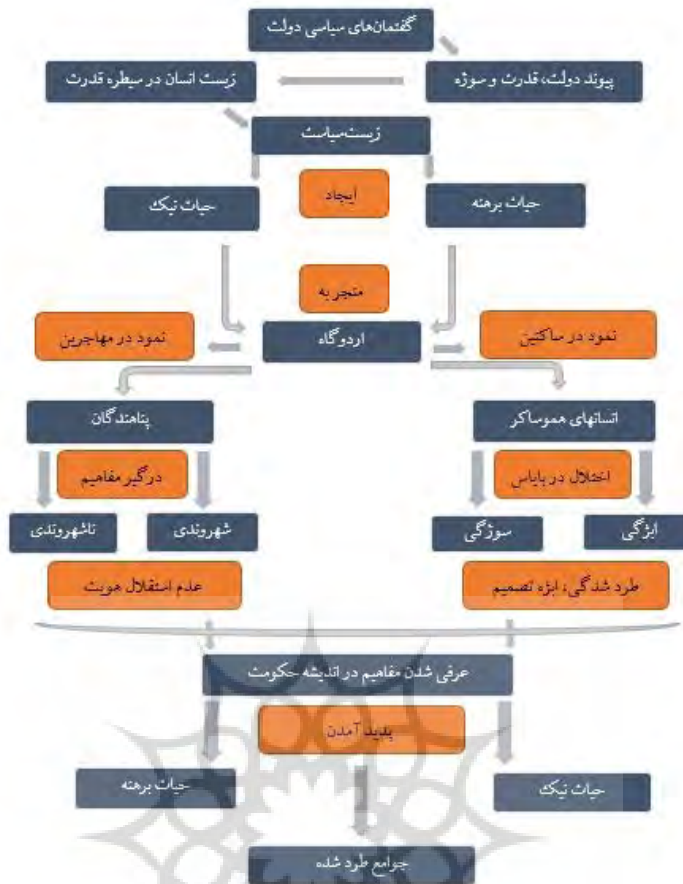 گفتمان‌های سیاسی دولت
پیوند دولت، قدرت و سوژه
زیست انسان در سیطره قدرت
زیست‌سیاست
ایجاد
حیات برهنه
حیات نیک
منجر به
نمود در ساکنین
اردوگاه
نمود در مهاجرین
انسانهای هموساکر
پناهندگان
اختلال در بایاس
درگیر مفاهیم
ابژگی
سوژگی
شهروندی
ناشهروندی
طرد شدگی، ابژه تصمیم
عدم استقلال هویت
عرفی شدن مفاهیم در اندیشه حکومت
پدید آمدن
حیات نیک
حیات برهنه
جوامع طرد شده